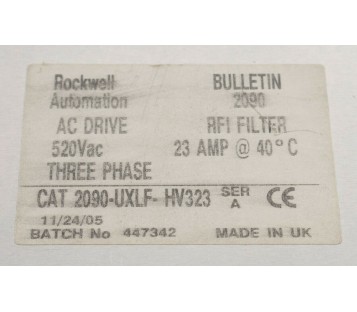 Rockwell Automation BULLETIN 2090
AC DRIVE RFI FILTER
520Vac 23 AMP @ 40°C
THREE PHASE
CAT 2090-UXLF- HV323 SER A CE
11/24/05
BATCH No 447342 MADE IN UK